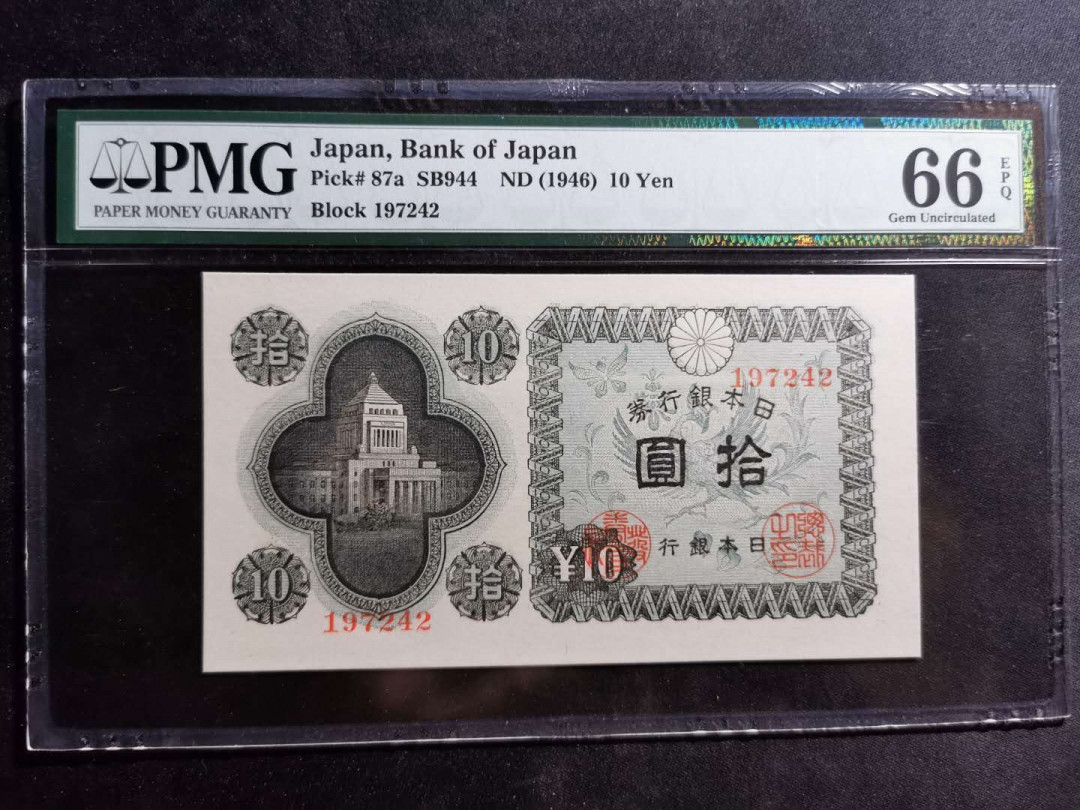 PMG
PAPER MONEY GUARANTY
Japan, Bank of Japan
Pick# 87a SB944 ND (1946) 10 Yen
Block 197242
66
EPQ
Gem Uncirculated
拾
10
197242
券行銀本日
圓拾
行銀本日
¥10
10
拾
197242